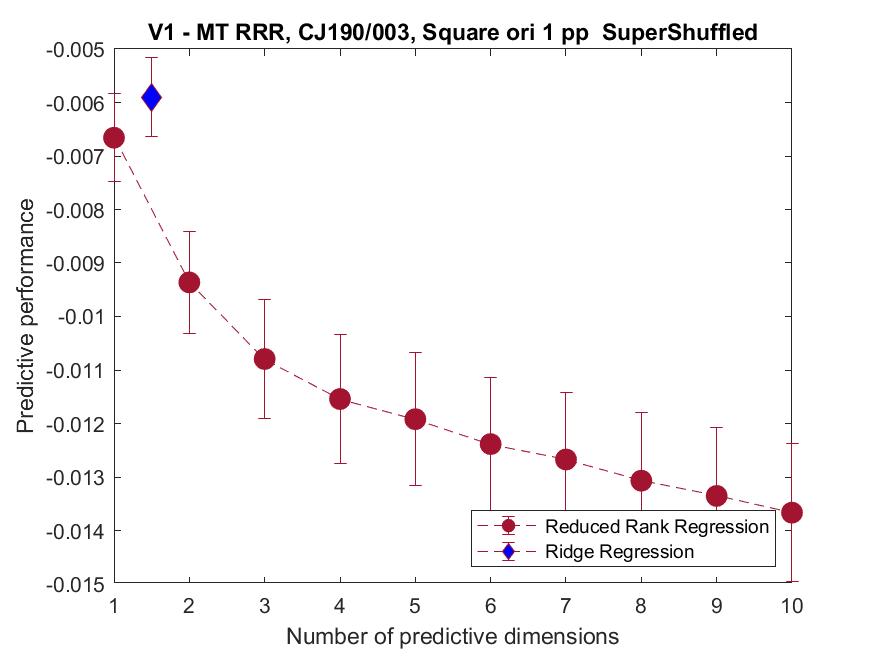 V1 - MT RRR, CJ190/003, Square ori 1 pp  SuperShuffled
-0.005
-0.006
-0.007
-0.008
-0.009
-0.01
-0.011
-0.012
-0.013
-0.014
-0.015
Predictive performance
Reduced Rank Regression
Ridge Regression
1 2 3 4 5 6 7 8 9 10
Number of predictive dimensions